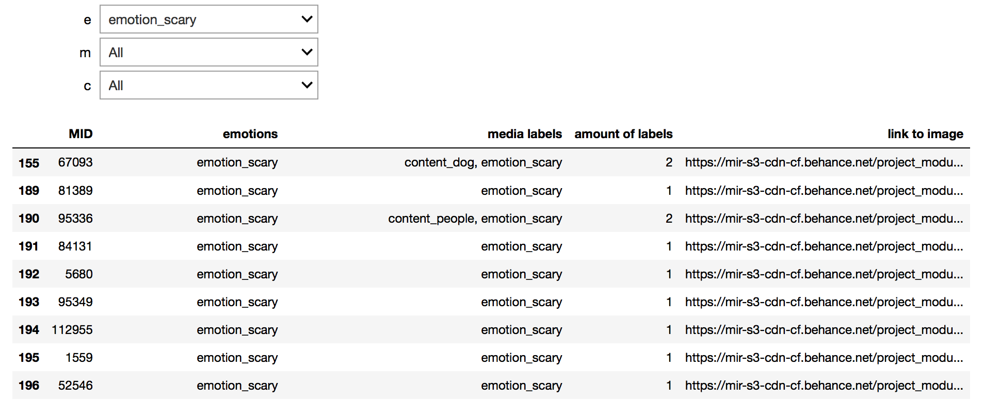 e emotion_scary
m All
c All
MID emotions media labels amount of labels link to image
155 67093 emotion_scary content_dog, emotion_scary 2 https://mir-s3-cdn-cf.behance.net/project_modu...
189 81389 emotion_scary emotion_scary 1 https://mir-s3-cdn-cf.behance.net/project_modu...
190 95336 emotion_scary content_people, emotion_scary 2 https://mir-s3-cdn-cf.behance.net/project_modu...
191 84131 emotion_scary emotion_scary 1 https://mir-s3-cdn-cf.behance.net/project_modu...
192 5680 emotion_scary emotion_scary 1 https://mir-s3-cdn-cf.behance.net/project_modu...
193 95349 emotion_scary emotion_scary 1 https://mir-s3-cdn-cf.behance.net/project_modu...
194 112955 emotion_scary emotion_scary 1 https://mir-s3-cdn-cf.behance.net/project_modu...
195 1559 emotion_scary emotion_scary 1 https://mir-s3-cdn-cf.behance.net/project_modu...
196 52546 emotion_scary emotion_scary 1 https://mir-s3-cdn-cf.behance.net/project_modu...